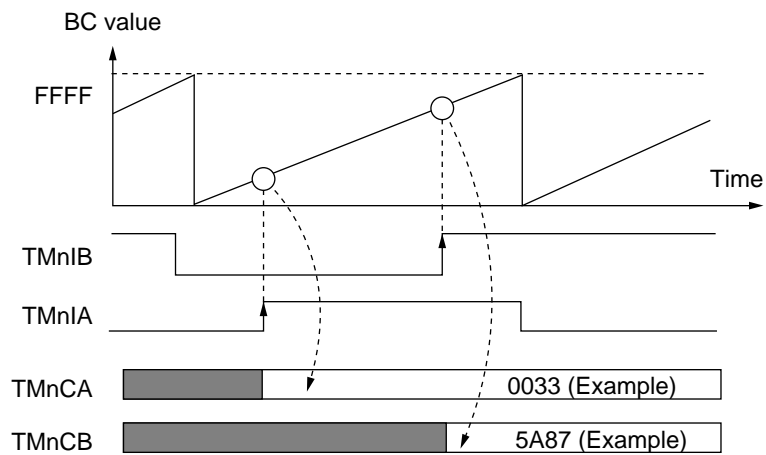 BC value
FFFF
Time
TMnIB
TMnIA
TMnCA
0033 (Example)
TMnCB
5A87 (Example)